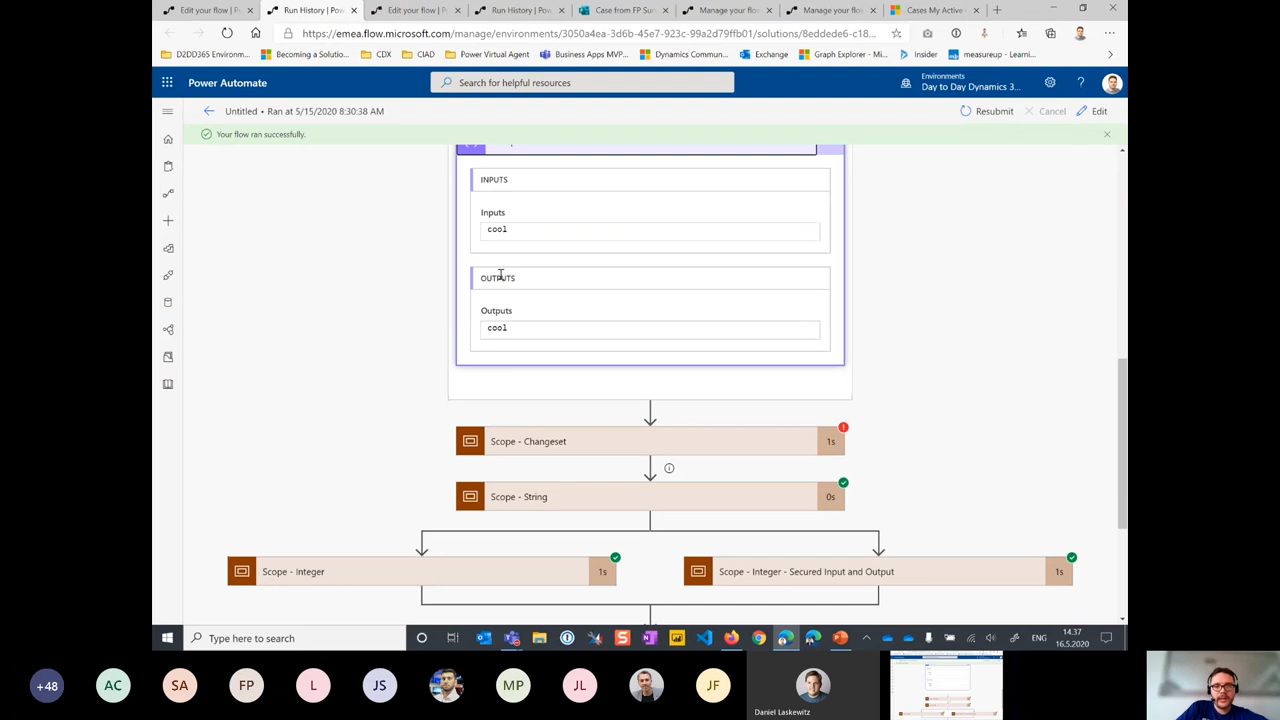 Edit your flow | P
Run History | Pow
Edit your flow | P
Run History | Pow
Case from FP Su
Manage your flow
Manage your flow
Cases My Active
https://emea.flow.microsoft.com/manage/environments/3050a4ea-3d6b-45e7-923c-99a2d79ffb01/solutions/8eddede6-c18...
D2DD365 Environm...
Becoming a Solutio...
CDX
CIAD
Power Virtual Agent
Business Apps MVP...
Dynamics Commun...
Exchange
Graph Explorer - Mi...
Insider
measureup - Learni...
Power Automate
Search for helpful resources
Environments
Day to Day Dynamics 3...
Untitled • Ran at 5/15/2020 8:30:38 AM
Resubmit
Cancel
Edit
Your flow ran successfully.
INPUTS
Inputs
cool
OUTPUTS
Outputs
cool
Scope - Changeset
1s
Scope - String
0s
Scope - Integer
1s
Scope - Integer - Secured Input and Output
1s
Type here to search
ENG
14.37
16.5.2020
+48
AC
SA
FP
L
JS
MP
JL
JF
Daniel Laskewitz